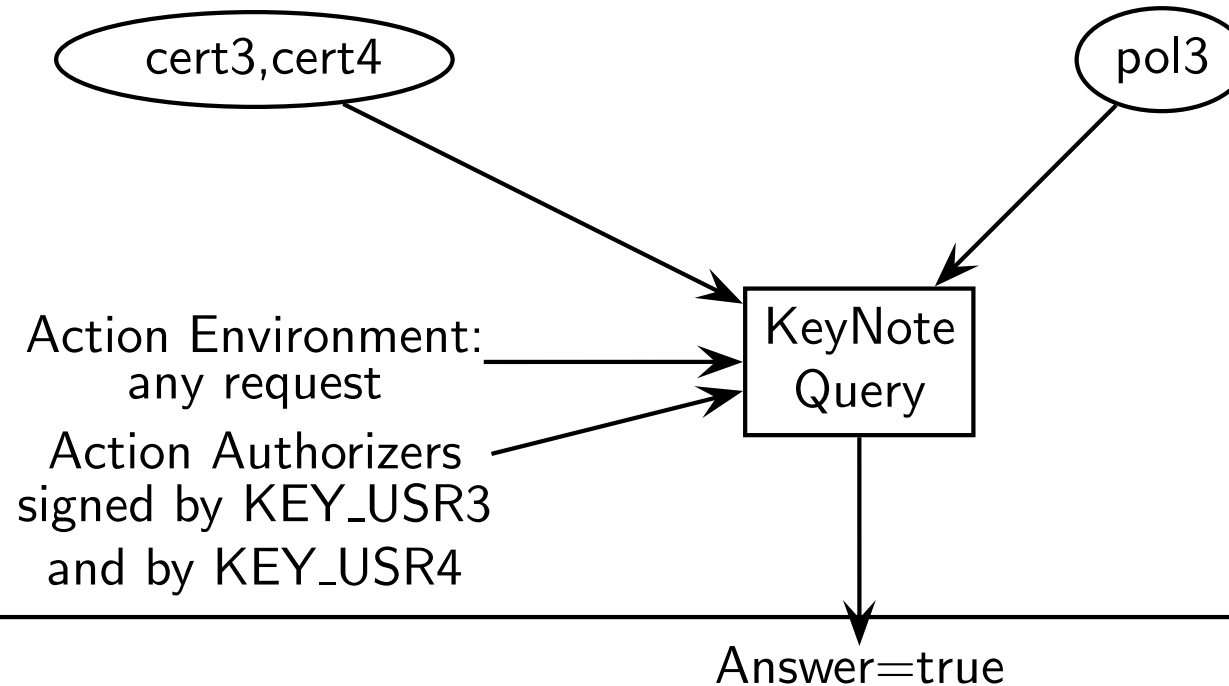 cert3,cert4
pol3
KeyNote
Query
Action Environment:
any request
Action Authorizers
signed by KEY_USR3
and by KEY_USR4
Answer=true